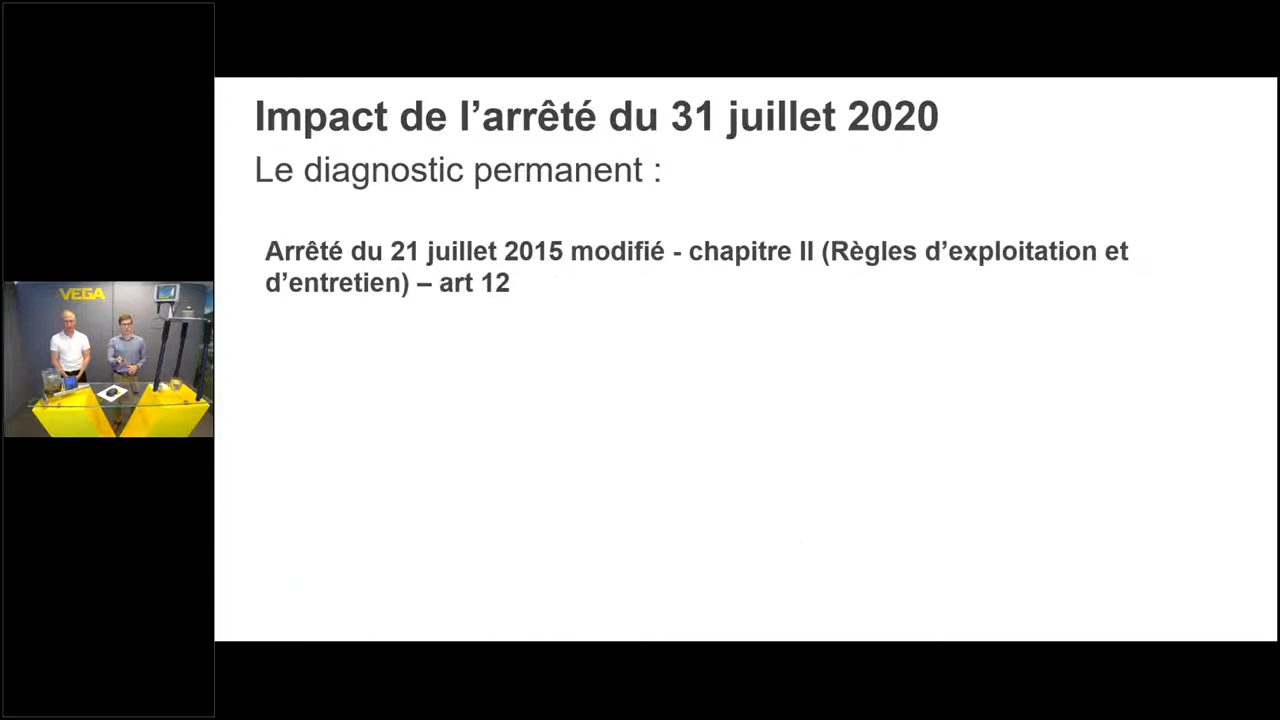 Impact de l’arrêté du 31 juillet 2020
Le diagnostic permanent :
Arrêté du 21 juillet 2015 modifié - chapitre II (Règles d’exploitation et
d’entretien) – art 12
VEGA